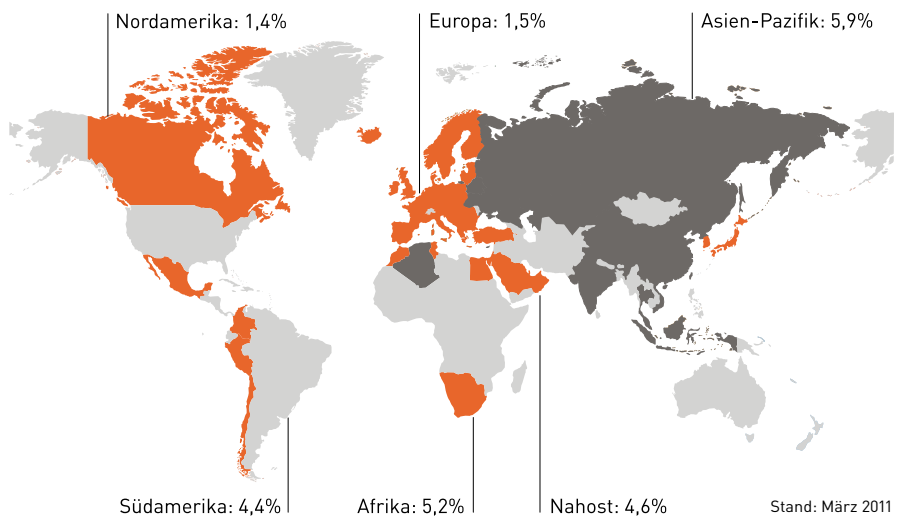 Nordamerika: 1,4%
Europa: 1,5%
Asien-Pazifik: 5,9%
Südamerika: 4,4%
Afrika: 5,2%
Nahost: 4,6%
Stand: März 2011